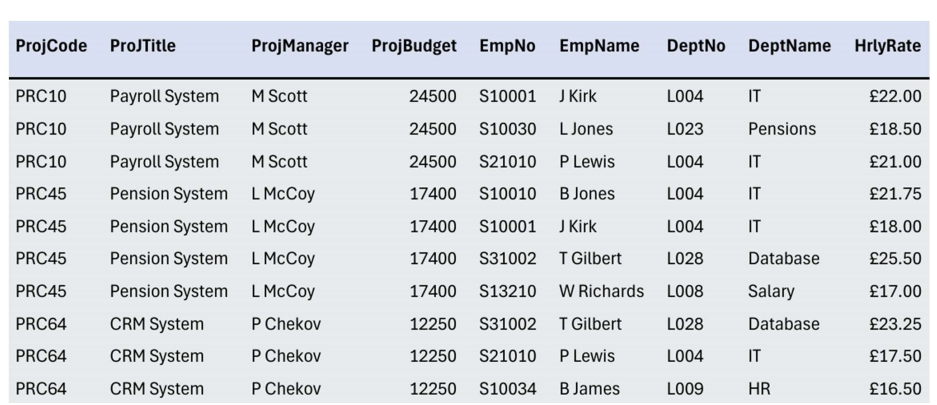 ProjCode ProJTitle ProjManager ProjBudget EmpNo EmpName DeptNo DeptName HrlyRate
PRC10 Payroll System M Scott 24500 S10001 J Kirk L004 IT £22.00
PRC10 Payroll System M Scott 24500 S10030 L Jones L023 Pensions £18.50
PRC10 Payroll System M Scott 24500 S21010 P Lewis L004 IT £21.00
PRC45 Pension System L McCoy 17400 S10010 B Jones L004 IT £21.75
PRC45 Pension System L McCoy 17400 S10001 J Kirk L004 IT £18.00
PRC45 Pension System L McCoy 17400 S31002 T Gilbert L028 Database £25.50
PRC45 Pension System L McCoy 17400 S13210 W Richards L008 Salary £17.00
PRC64 CRM System P Chekov 12250 S31002 T Gilbert L028 Database £23.25
PRC64 CRM System P Chekov 12250 S21010 P Lewis L004 IT £17.50
PRC64 CRM System P Chekov 12250 S10034 B James L009 HR £16.50